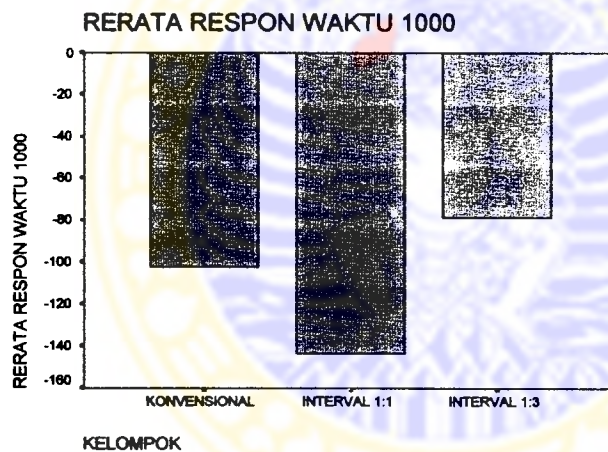 RERATA RESPON WAKTU 1000
RERATA RESPON WAKTU 1000
0
-20
-40
-60
-80
-100
-120
-140
-160
KONVENSIONAL INTERVAL 1:1 INTERVAL 1:3
KELOMPOK